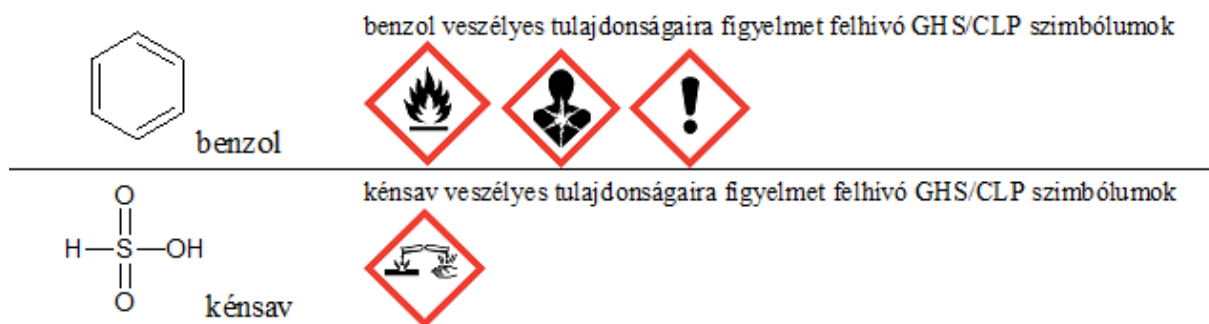 benzol veszélyes tulajdonságaira figyelmet felhívó GHS/CLP szimbólumok
benzol
kénsav veszélyes tulajdonságaira figyelmet felhívó GHS/CLP szimbólumok
O
H S OH
O
kénsav